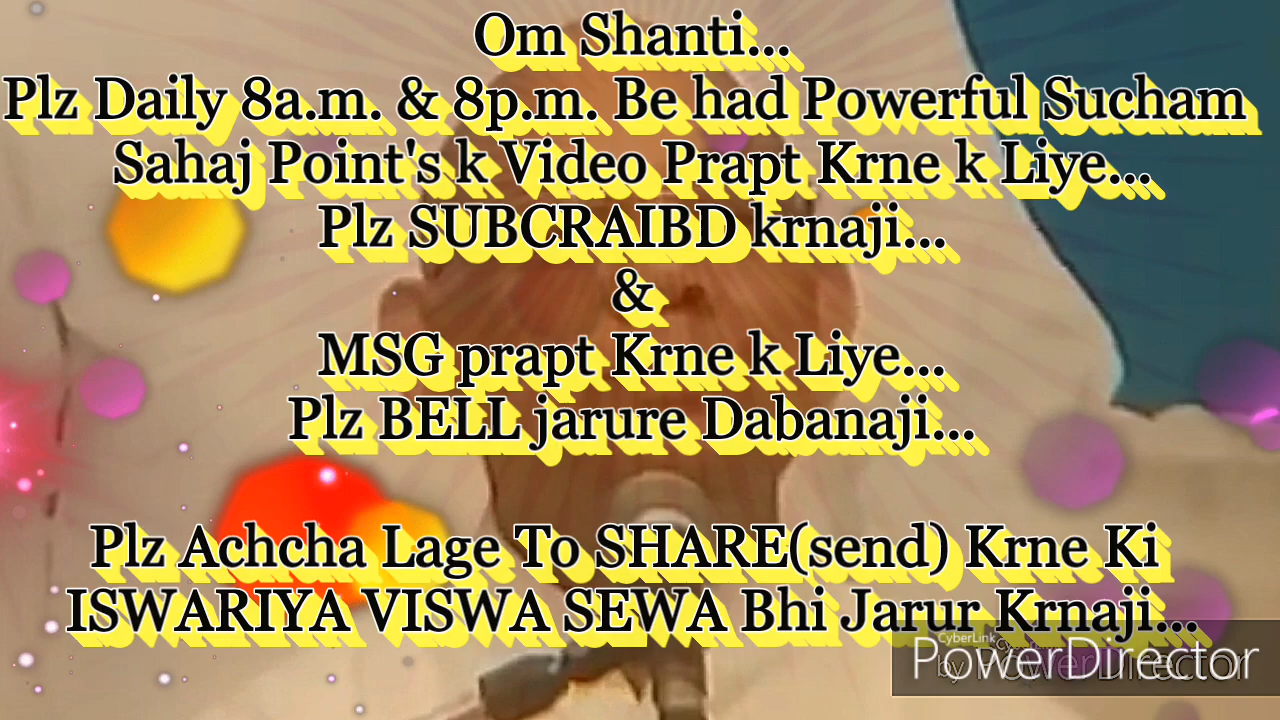 Om Shanti...
Plz Daily 8a.m. & 8p.m. Be had Powerful Sucham
Sahaj Point's k Video Prapt Krne k Liye...
Plz SUBCRAIBD krnaji...
&
MSG prapt Krne k Liye...
Plz BELL jarure Dabanaji...
Plz Achcha Lage To SHARE(send) Krne Ki
ISWARIYA VISWA SEWA Bhi Jarur Krnaji...
CyberLink
by PowerDirector